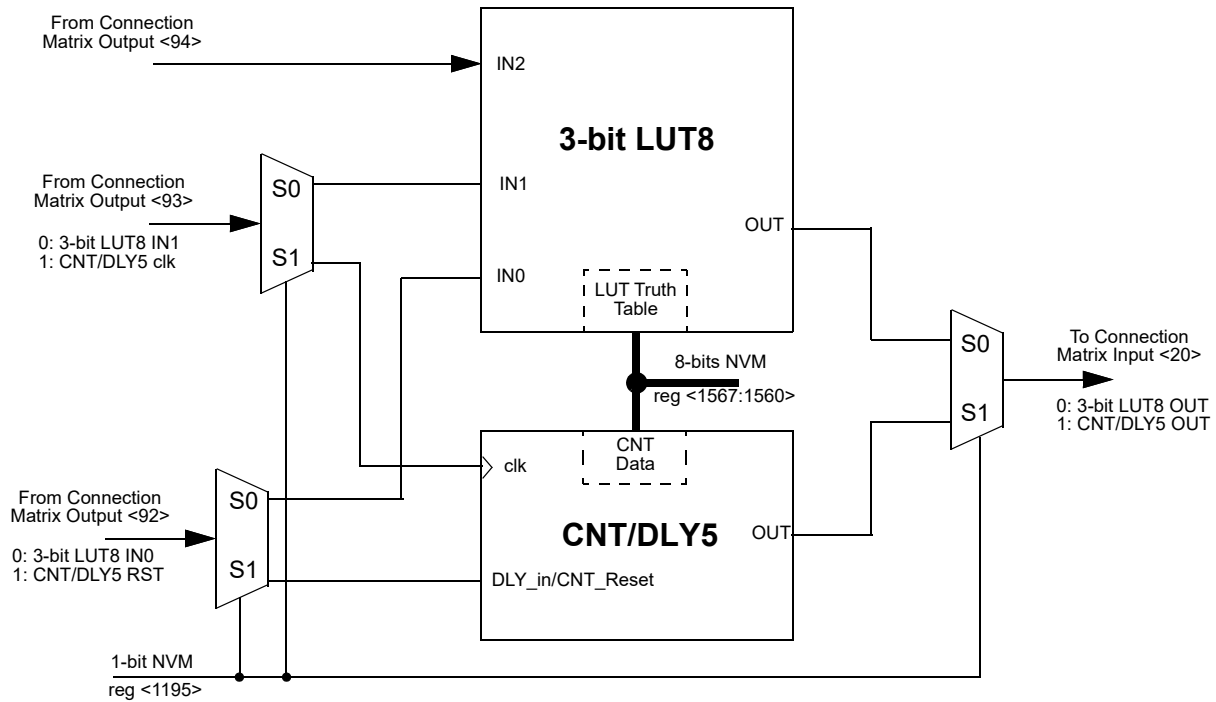 From Connection
Matrix Output <94>
IN2
3-bit LUT8
From Connection
Matrix Output <93>
0: 3-bit LUT8 IN1
1: CNT/DLY5 clk
S0
S1
IN1
IN0
OUT
LUT Truth
Table
8-bits NVM
reg <1567:1560>
S0
S1
To Connection
Matrix Input <20>
0: 3-bit LUT8 OUT
1: CNT/DLY5 OUT
CNT
Data
clk
CNT/DLY5
OUT
DLY_in/CNT_Reset
From Connection
Matrix Output <92>
0: 3-bit LUT8 IN0
1: CNT/DLY5 RST
S0
S1
1-bit NVM
reg <1195>